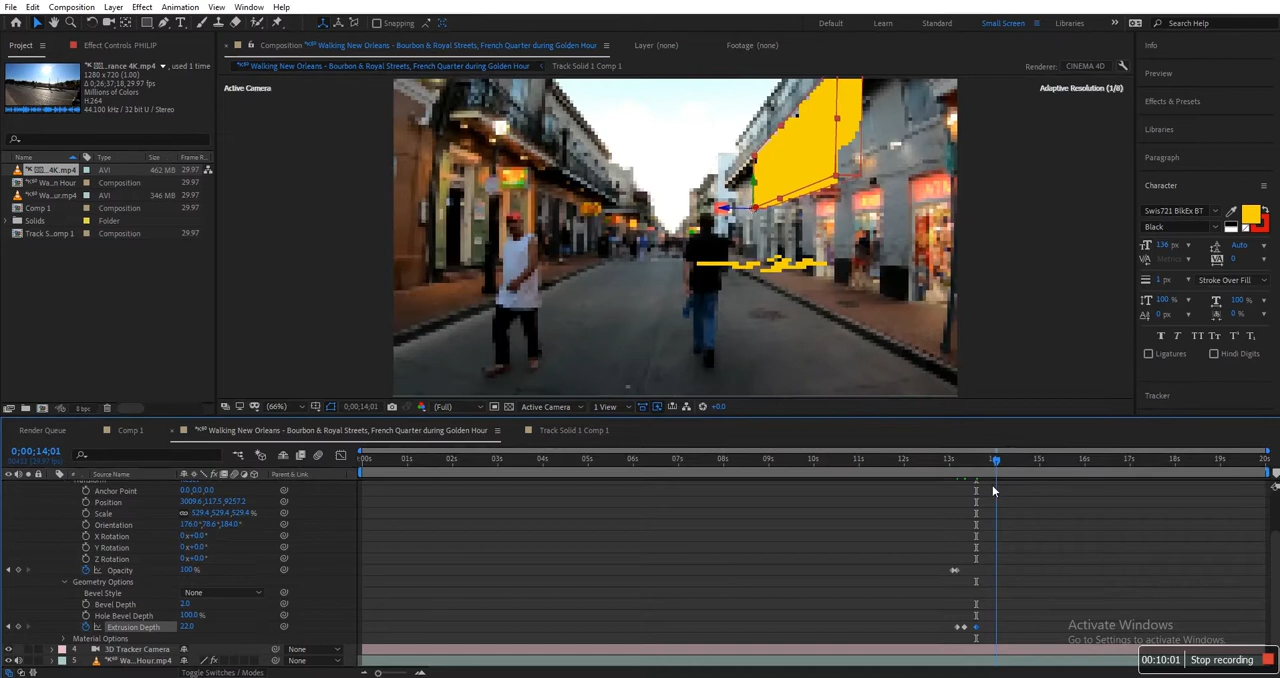 File Edit Composition Layer Effect Animation View Window Help
Snapping Default Learn Standard Small Screen Libraries Search Help
Project Effect Controls PHILIP Composition Walking New Orleans - Bourbon & Royal Streets, French Quarter during Golden Hour Layer (none) Footage (none) Info
Walking New Orleans - Bourbon & Royal Streets, French Quarter during Golden Hour Track Solid 1 Comp 1 Renderer: CINEMA 4D
...rance 4K.mp4 , used 1 time
1280 x 720 (1.00)
Δ 0;26;37;18, 29.97 fps
Millions of Colors
H.264
44.100 kHz / 32 bit U / Stereo
Active Camera Adaptive Resolution (1/8)
Preview
Effects & Presets
Libraries
Paragraph
Character
Name Type Size Frame R...
...4K.mp4 AVI 462 MB 29.97
Wa...n Hour Composition 29.97
Wa...ur.mp4 AVI 346 MB 29.97
Comp 1 Composition 29.97
Solids Folder
Track S...omp 1 Composition 29.97
Swis721 BlkEx BT
Black
136 px Auto
Metrics 0
1 px Stroke Over Fill
100 % 100 %
0 px 0 %
Ligatures Hindi Digits
Tracker
8 bpc (66%) 0;00;14;01 (Full) Active Camera 1 View +0.0
Render Queue Comp 1 Walking New Orleans - Bourbon & Royal Streets, French Quarter during Golden Hour Track Solid 1 Comp 1
0;00;14;01
00421 (29.97 fps)
:00s 01s 02s 03s 04s 05s 06s 07s 08s 09s 10s 11s 12s 13s 14s 15s 16s 17s 18s 19s 20s
# Source Name Parent & Link
Transform Reset
Anchor Point 0.0,0.0,0.0
Position 3009.6,117.5,9257.2
Scale 529.4,529.4,529.4%
Orientation 176.0°,78.6°,184.0°
X Rotation 0x+0.0°
Y Rotation 0x+0.0°
Z Rotation 0x+0.0°
Opacity 100 %
Geometry Options
Bevel Style None
Bevel Depth 2.0
Hole Bevel Depth 100.0%
Extrusion Depth 22.0
Material Options
4 3D Tracker Camera None
5 Wa...Hour.mp4 None
Toggle Switches / Modes
Activate Windows
Go to Settings to activate Windows.
00:10:01 Stop recording